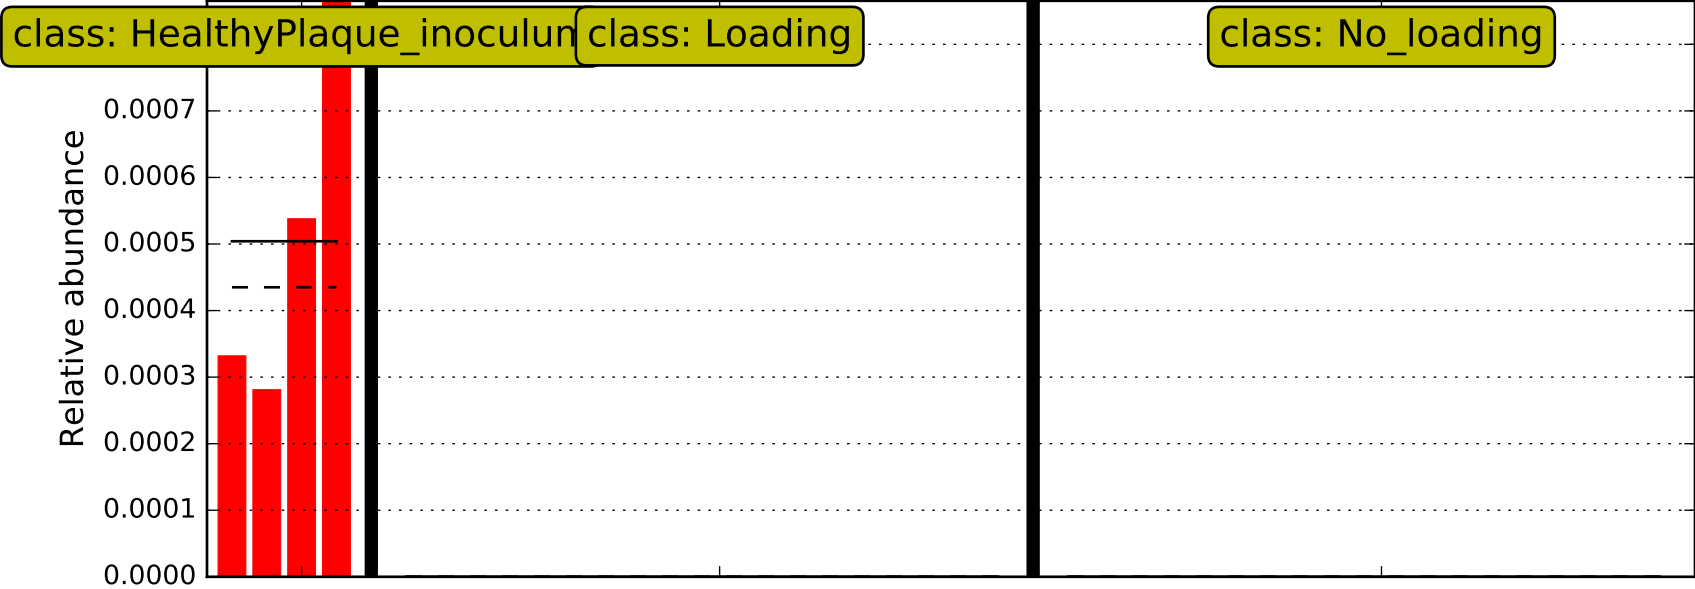 class: HealthyPlaque_inoculum
class: Loading
class: No_loading
Relative abundance
0.0007
0.0006
0.0005
0.0004
0.0003
0.0002
0.0001
0.0000